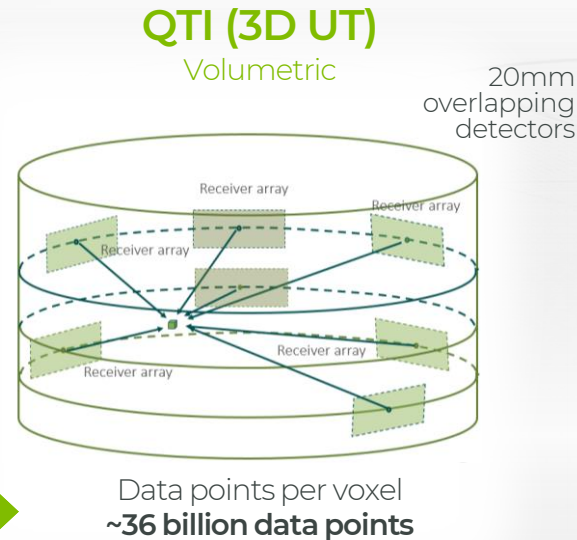 QTI (3D UT)
Volumetric
20mm
overlapping
detectors
Receiver array
Receiver array
Receiver array
Receiver array
Receiver array
Data points per voxel
~36 billion data points